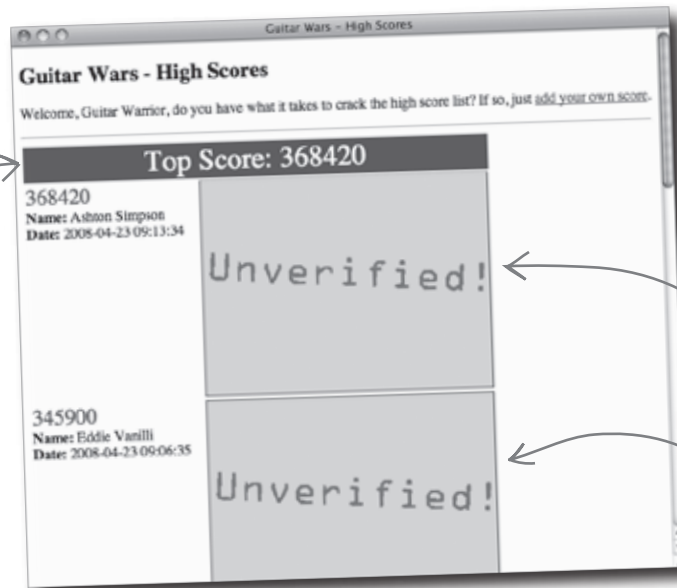 Guitar Wars - High Scores
Guitar Wars - High Scores
Welcome, Guitar Warrior, do you have what it takes to crack the high score list? If so, just add your own score.
Top Score: 368420
368420
Name: Ashton Simpson
Date: 2008-04-23 09:13:34
Unverified!
345900
Name: Eddie Vanilli
Date: 2008-04-23 09:06:35
Unverified!